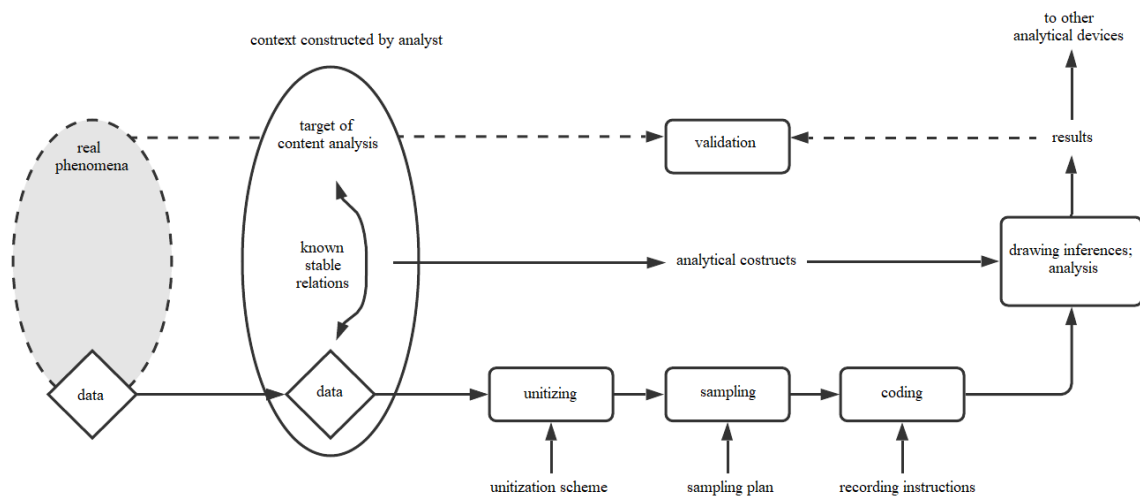 to other
analytical devices
context constructed by analyst
real
phenomena
target of
content analysis
validation
results
known
stable
relations
analytical costructs
drawing inferences;
analysis
data
data
unitizing
sampling
coding
unitization scheme
sampling plan
recording instructions